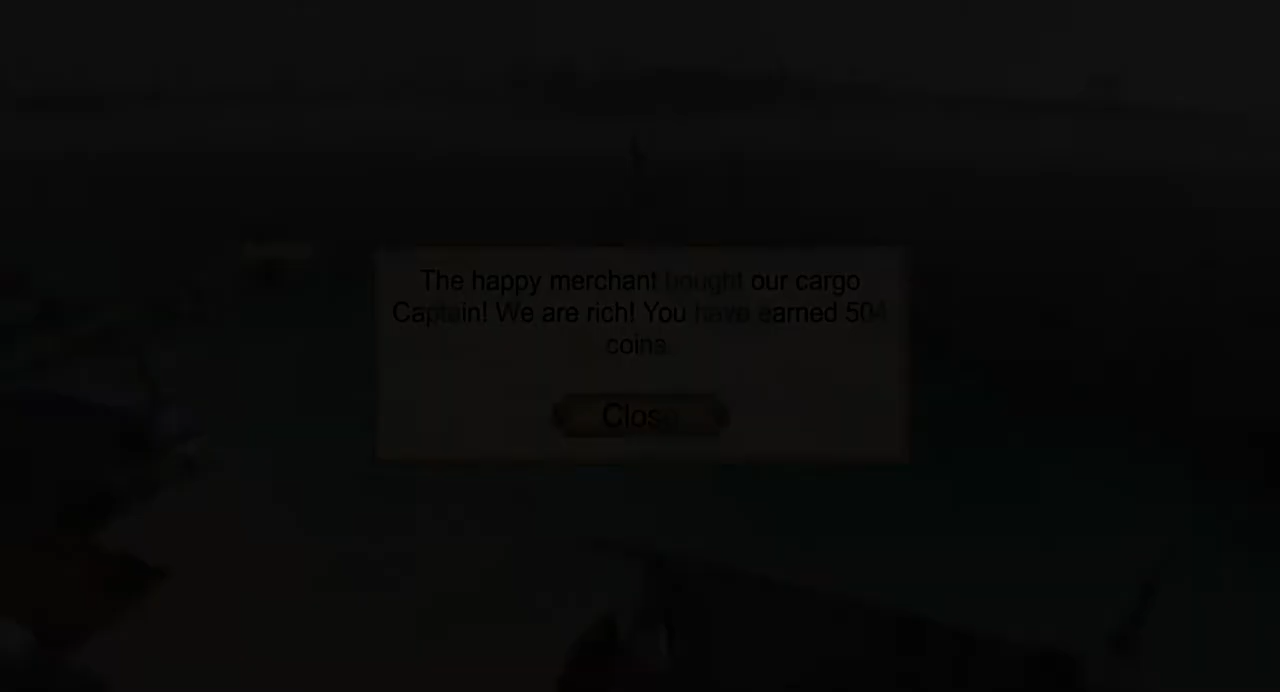 The happy merchant bought our cargo
Captain! We are rich! You have earned 504
coins
Close